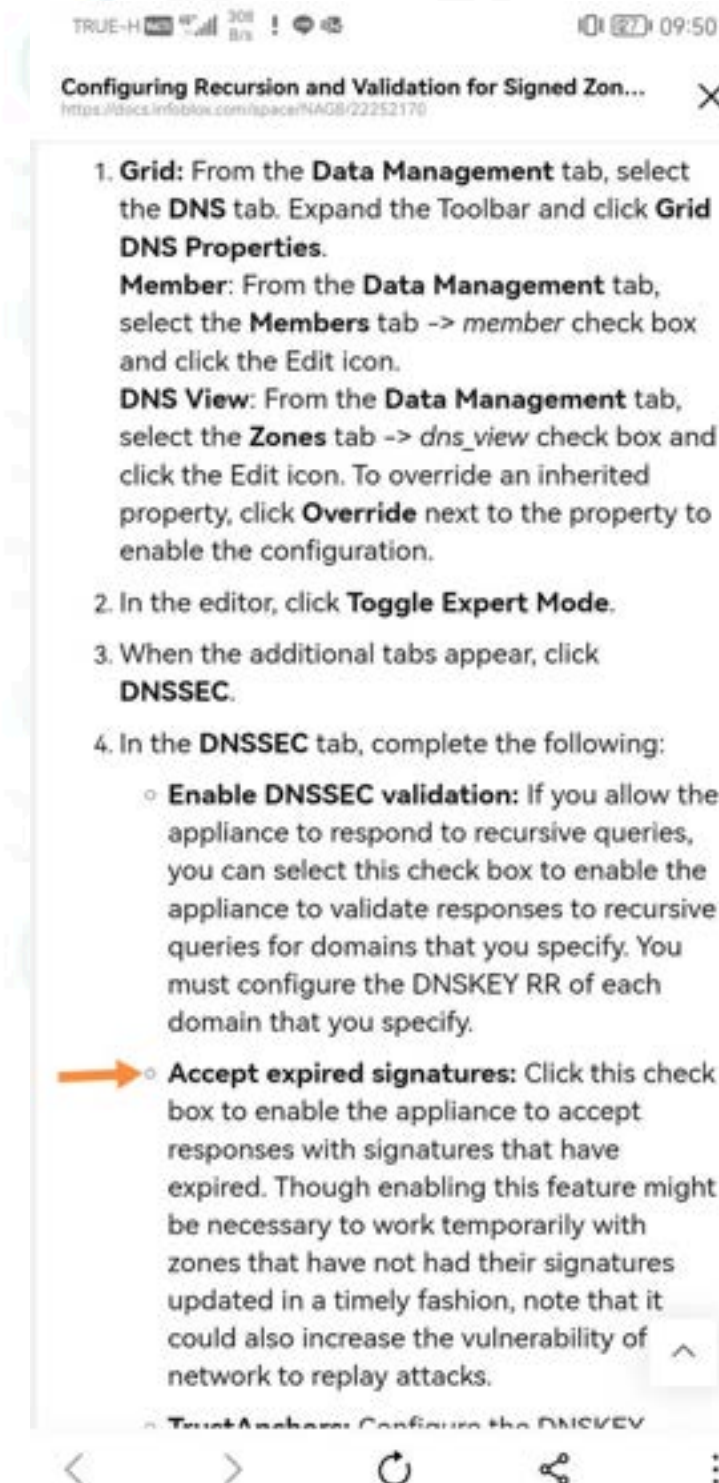 TRUE-H 308 B/s ! 09:50
Configuring Recursion and Validation for Signed Zon...
https://docs.infoblox.com/space/NAG8/22252170
1. Grid: From the Data Management tab, select
the DNS tab. Expand the Toolbar and click Grid
DNS Properties.
Member: From the Data Management tab,
select the Members tab -> member check box
and click the Edit icon.
DNS View: From the Data Management tab,
select the Zones tab -> dns_view check box and
click the Edit icon. To override an inherited
property, click Override next to the property to
enable the configuration.
2. In the editor, click Toggle Expert Mode.
3. When the additional tabs appear, click
DNSSEC.
4. In the DNSSEC tab, complete the following:
◦ Enable DNSSEC validation: If you allow the
appliance to respond to recursive queries,
you can select this check box to enable the
appliance to validate responses to recursive
queries for domains that you specify. You
must configure the DNSKEY RR of each
domain that you specify.
◦ Accept expired signatures: Click this check
box to enable the appliance to accept
responses with signatures that have
expired. Though enabling this feature might
be necessary to work temporarily with
zones that have not had their signatures
updated in a timely fashion, note that it
could also increase the vulnerability of
network to replay attacks.
◦ TrustAnchors: Configure the DNSKEY